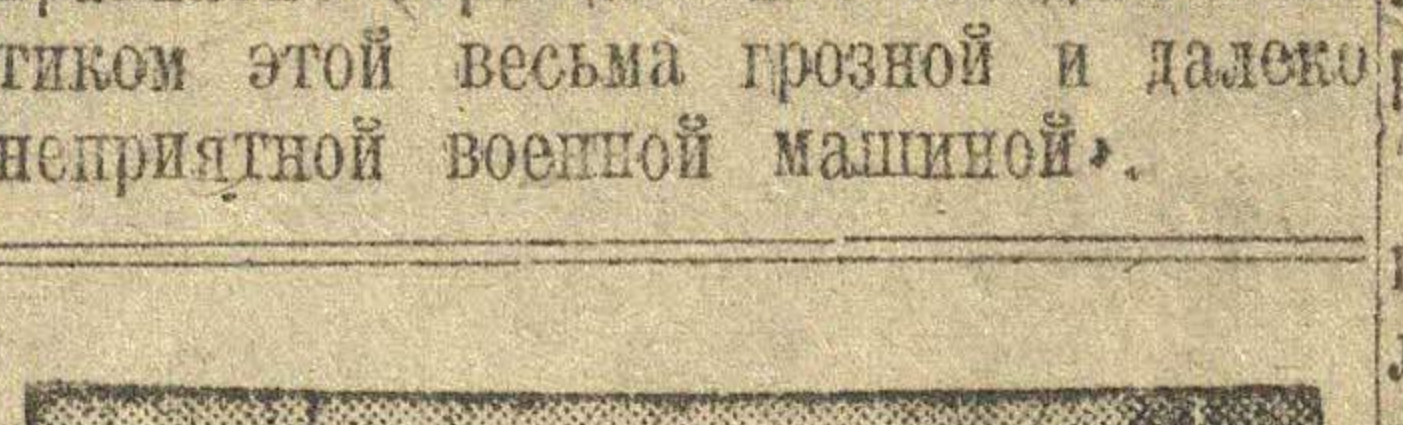 тиком этой весьма грозной и далеко
неприятной военной машиной».